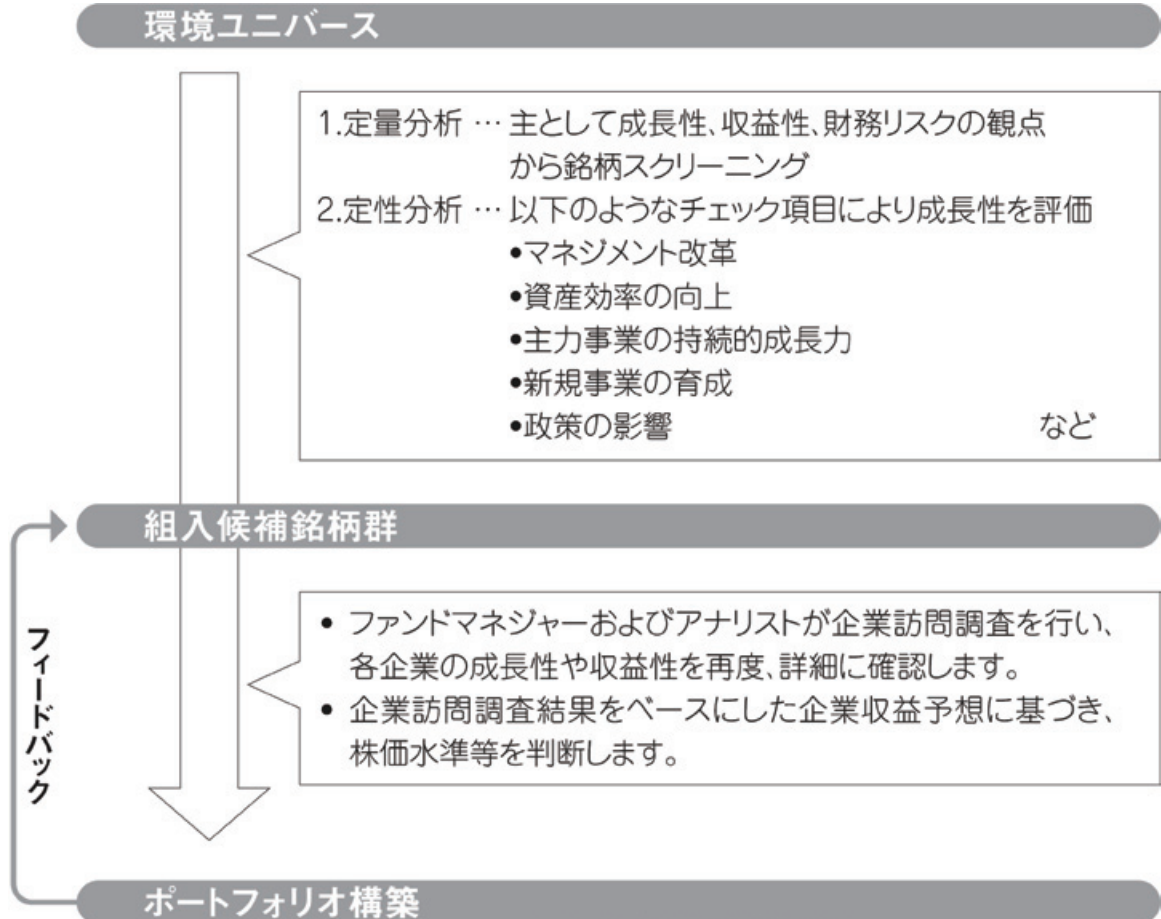 環境ユニバース
1.定量分析 … 主として成長性、収益性、財務リスクの観点
から銘柄スクリーニング
2.定性分析 … 以下のようなチェック項目により成長性を評価
•マネジメント改革
•資産効率の向上
•主力事業の持続的成長力
•新規事業の育成
•政策の影響 など
組入候補銘柄群
• ファンドマネジャーおよびアナリストが企業訪問調査を行い、
各企業の成長性や収益性を再度、詳細に確認します。
• 企業訪問調査結果をベースにした企業収益予想に基づき、
株価水準等を判断します。
フィードバック
ポートフォリオ構築